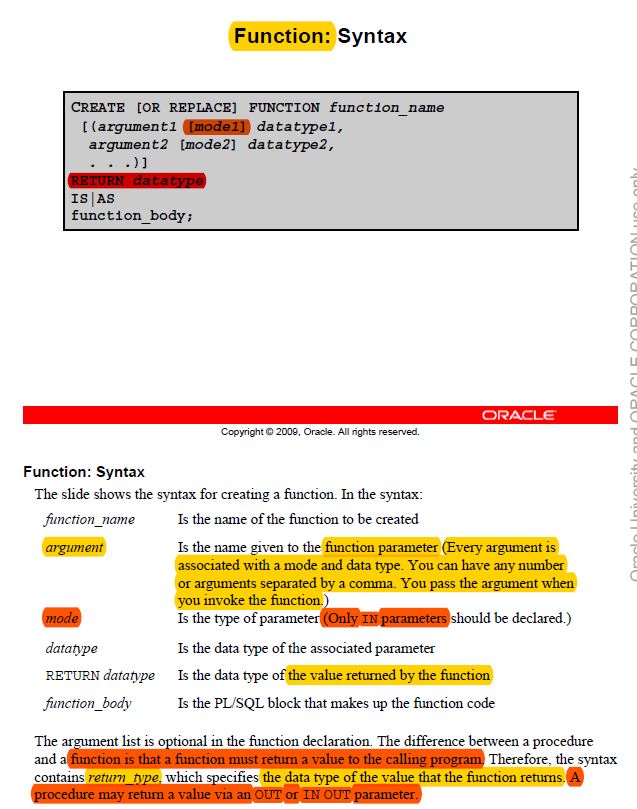 Function: Syntax
CREATE [OR REPLACE] FUNCTION function_name
[(argument1 [mode1] datatype1,
argument2 [mode2] datatype2,
. . .)]
RETURN datatype
IS|AS
function_body;
ORACLE
Copyright © 2009, Oracle. All rights reserved.
Oracle University and ORACLE CORPORATION use only
Function: Syntax
The slide shows the syntax for creating a function. In the syntax:
function_name Is the name of the function to be created
argument Is the name given to the function parameter (Every argument is
associated with a mode and data type. You can have any number
or arguments separated by a comma. You pass the argument when
you invoke the function.)
mode Is the type of parameter (Only IN parameters should be declared.)
datatype Is the data type of the associated parameter
RETURN datatype Is the data type of the value returned by the function
function_body Is the PL/SQL block that makes up the function code
The argument list is optional in the function declaration. The difference between a procedure
and a function is that a function must return a value to the calling program. Therefore, the syntax
contains return_type, which specifies the data type of the value that the function returns. A
procedure may return a value via an OUT or IN OUT parameter.